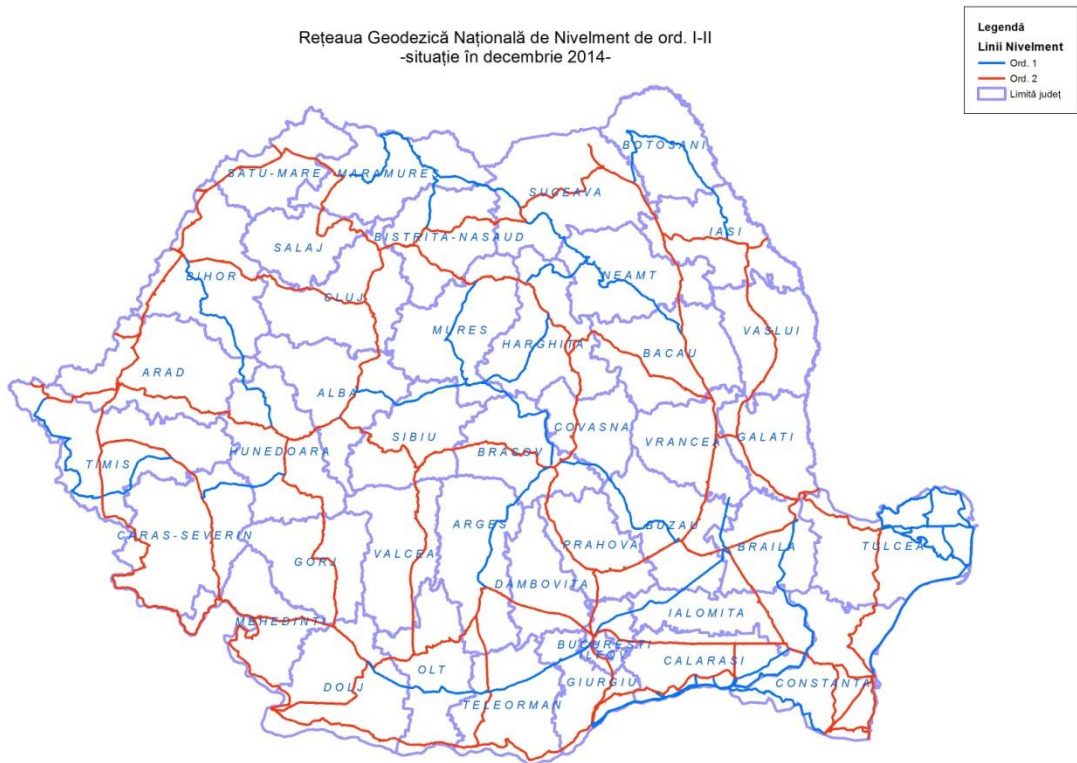 Rețeaua Geodezică Națională de Nivelment de ord. I-II
-situație în decembrie 2014-
Legendă
Linii Nivelment
Ord. 1
Ord. 2
Limită județ
BOTOSANI
SATU-MARE
MARAMURES
SUCEAVA
IASI
BISTRITA-NASAUD
SALAJ
BIHOR
NEAMT
CLUJ
MURES
HARGHITA
BACAU
VASLUI
ARAD
ALBA
SIBIU
COVASNA
VRANCEA
GALATI
HUNEDOARA
BRASOV
TIMIS
CARAS-SEVERIN
ARGES
BUZAU
PRAHOVA
BRAILA
TULCEA
GORJ
VALCEA
DAMBOVITA
IALOMITA
MEHEDINTI
BUCURESTI
ILFOV
CALARASI
OLT
GIURGIU
CONSTANTA
DOLJ
TELEORMAN